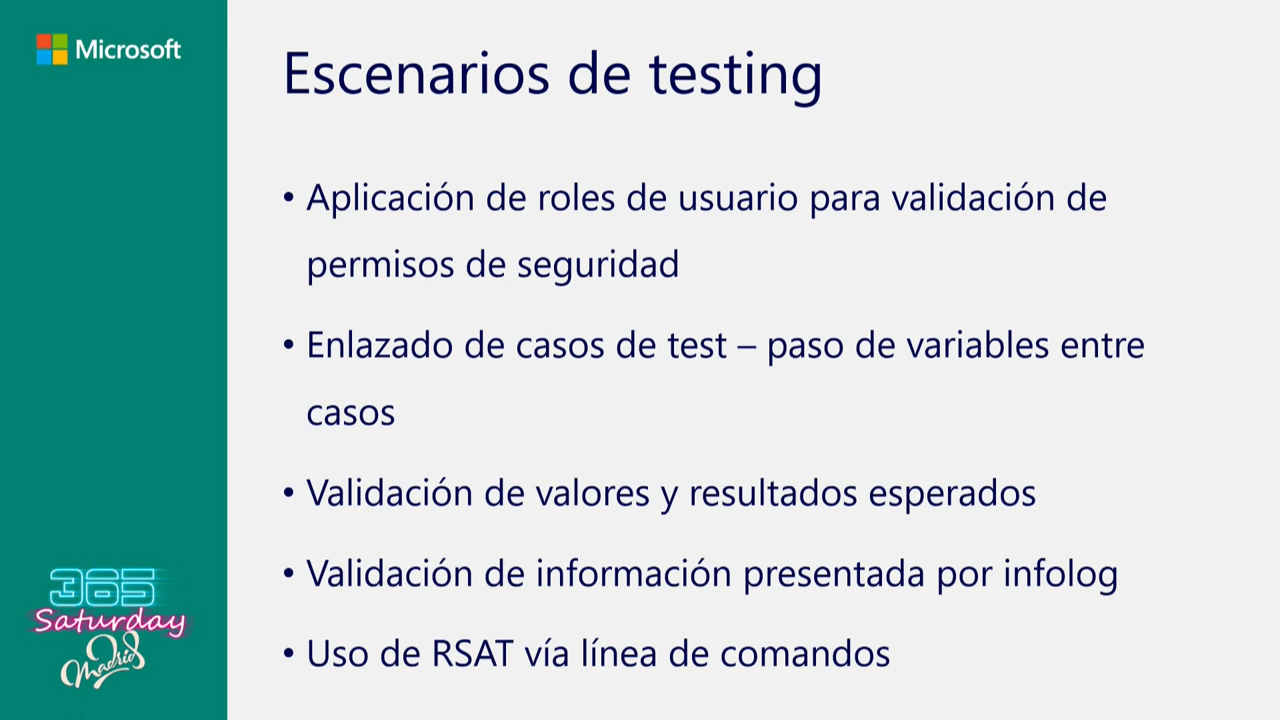 Microsoft
Escenarios de testing
• Aplicación de roles de usuario para validación de
permisos de seguridad
• Enlazado de casos de test – paso de variables entre
casos
• Validación de valores y resultados esperados
• Validación de información presentada por infolog
• Uso de RSAT vía línea de comandos
365
Saturday
Madrid